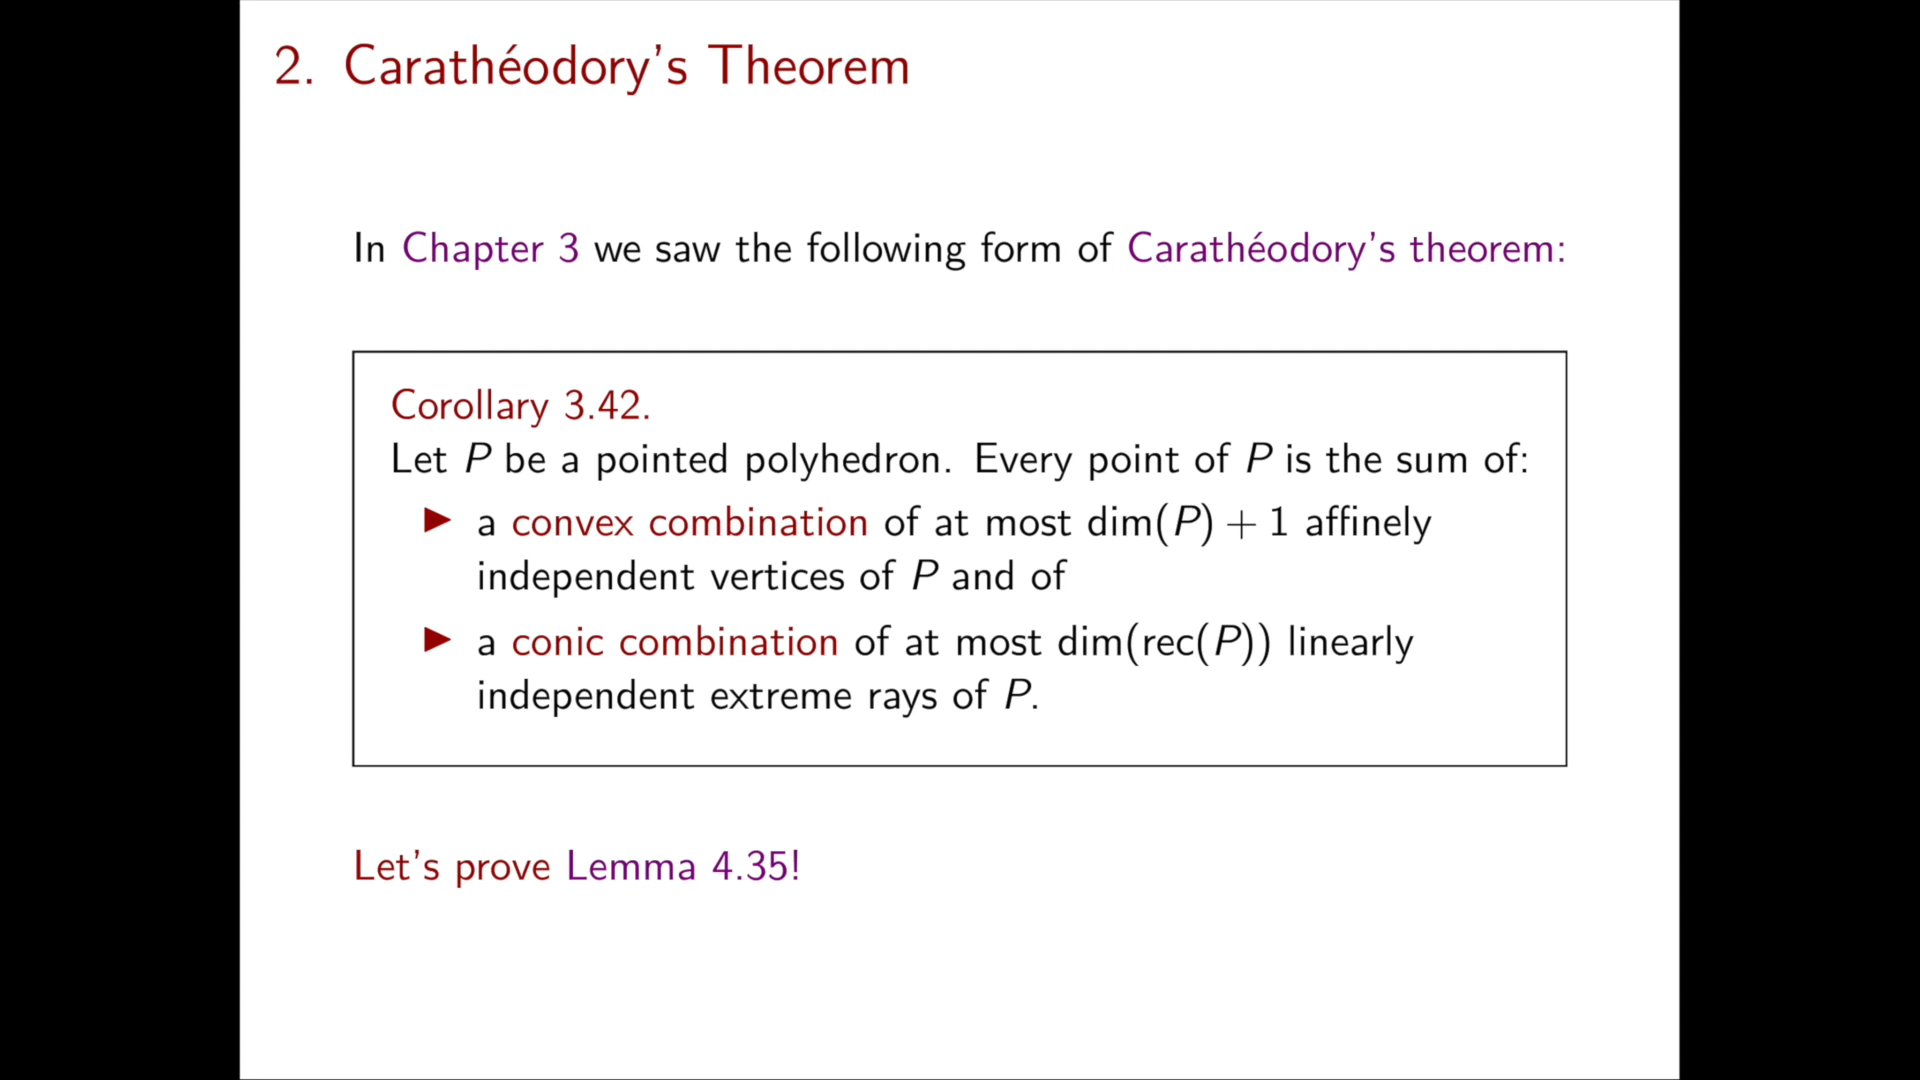 2. Carathéodory's Theorem
In Chapter 3 we saw the following form of Carathéodory's theorem:
Corollary 3.42.
Let P be a pointed polyhedron. Every point of P is the sum of:
▶ a convex combination of at most dim(P) + 1 affinely
independent vertices of P and of
▶ a conic combination of at most dim(rec(P)) linearly
independent extreme rays of P.
Let's prove Lemma 4.35!